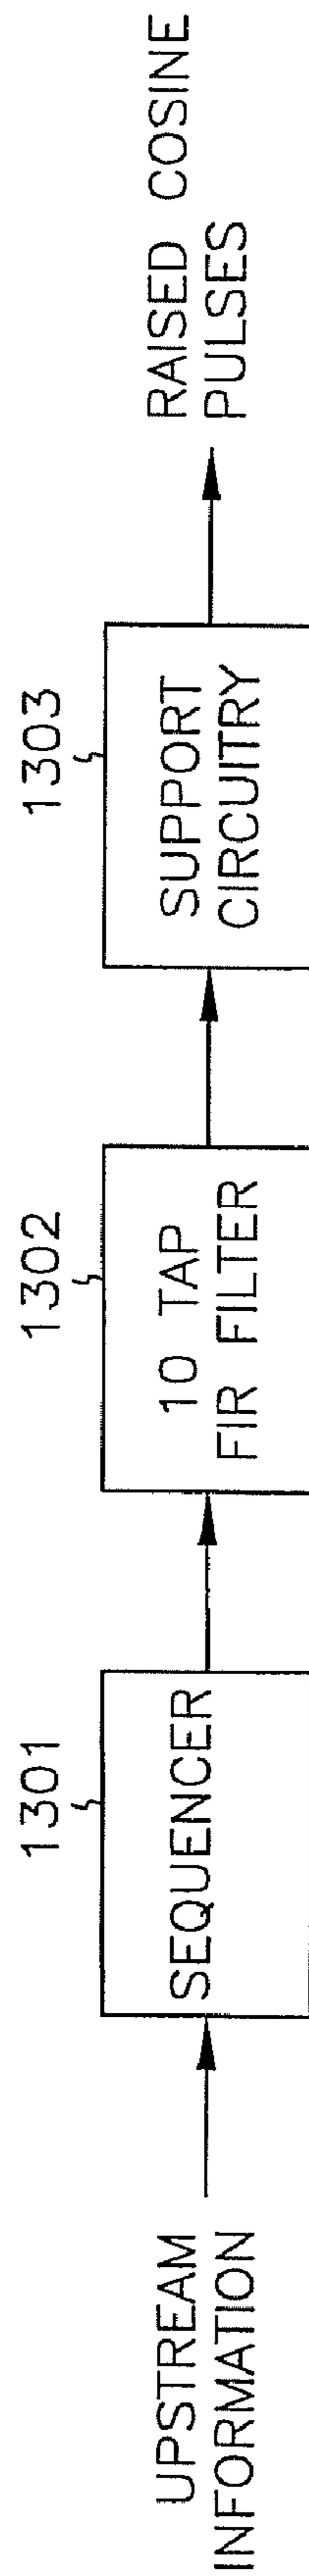 UPSTREAM
INFORMATION
1301
SEQUENCER
1302
10 TAP
FIR FILTER
1303
SUPPORT
CIRCUITRY
RAISED COSINE
PULSES